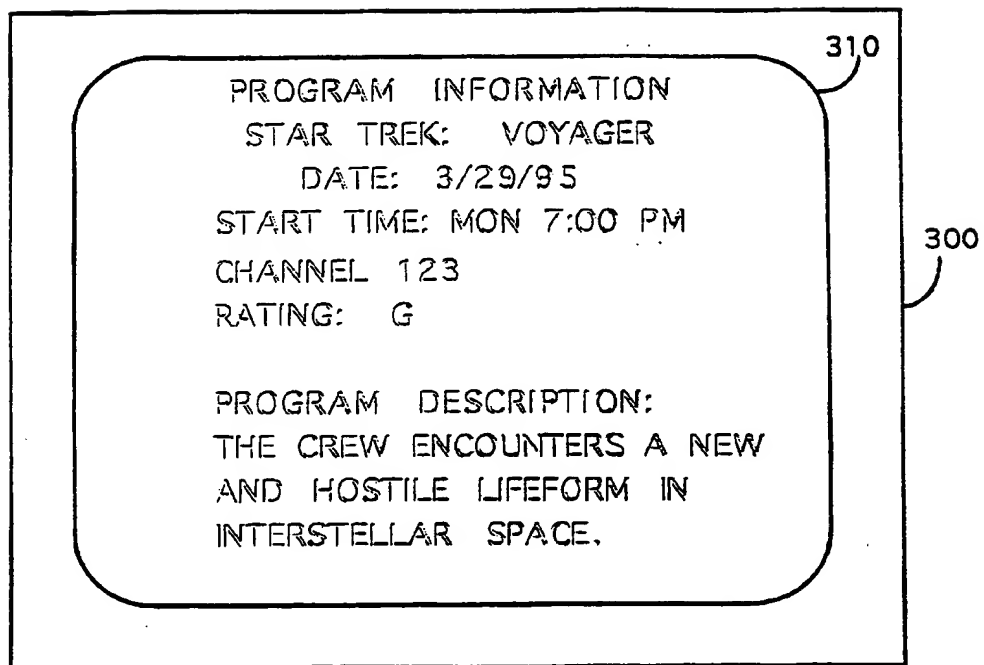 310
PROGRAM INFORMATION
STAR TREK: VOYAGER
DATE: 3/29/95
START TIME: MON 7:00 PM
300
CHANNEL 123
RATING: G
PROGRAM DESCRIPTION:
THE CREW ENCOUNTERS A NEW
AND HOSTILE LIFEFORM IN
INTERSTELLAR SPACE.